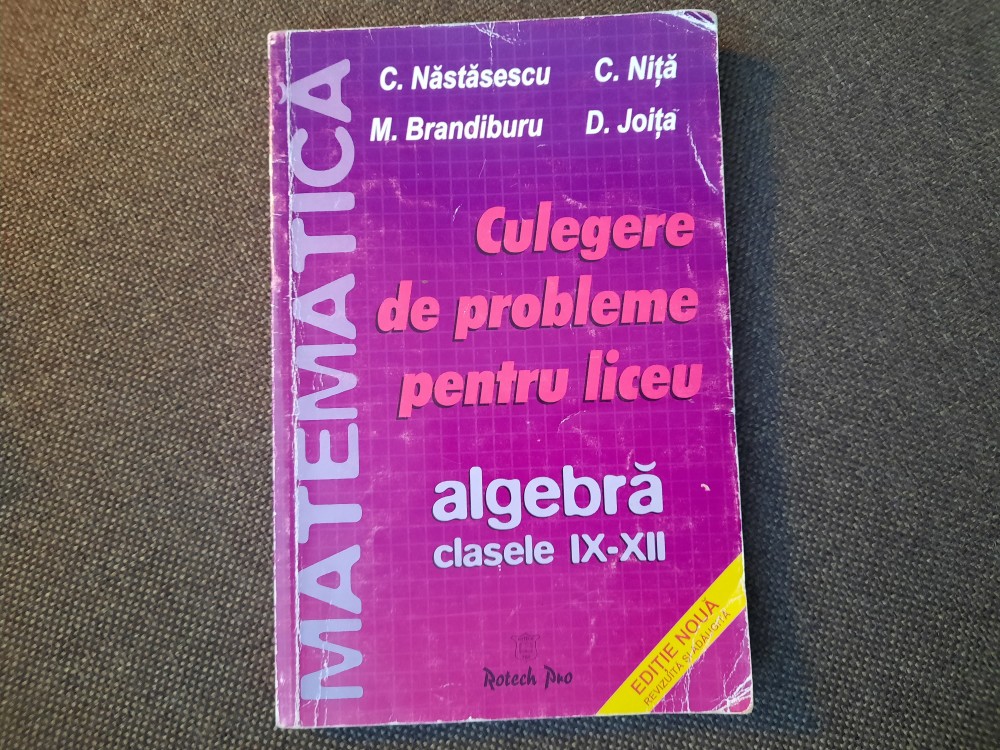 MATEMATICĂ
C. Năstăsescu C. Niță
M. Brandiburu D. Joița
Culegere
de probleme
pentru liceu
algebră
clasele IX-XII
EDITIE NOUĂ
REVIZUITĂ ȘI ADĂUGITĂ
Rotech Pro